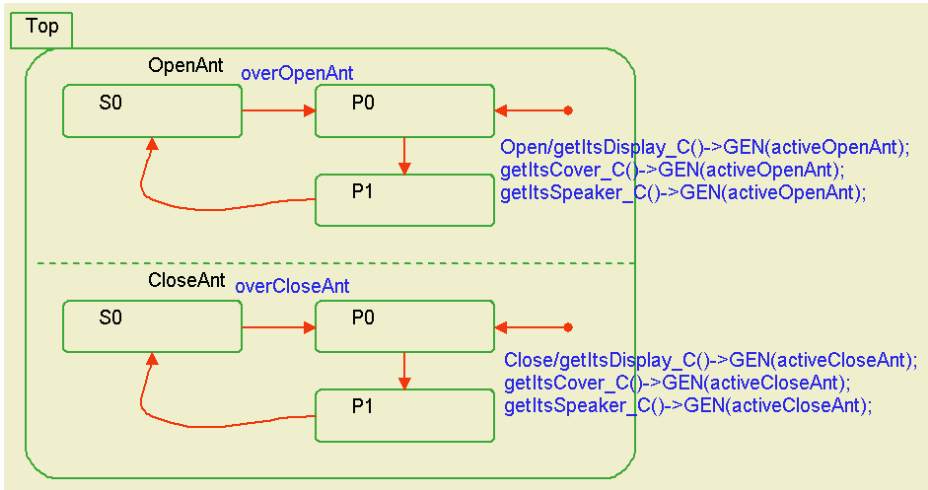 Top
OpenAnt
overOpenAnt
S0
P0
Open/getItsDisplay_C()->GEN(activeOpenAnt);
getItsCover_C()->GEN(activeOpenAnt);
getItsSpeaker_C()->GEN(activeOpenAnt);
P1
CloseAnt
overCloseAnt
S0
P0
Close/getItsDisplay_C()->GEN(activeCloseAnt);
getItsCover_C()->GEN(activeCloseAnt);
getItsSpeaker_C()->GEN(activeCloseAnt);
P1